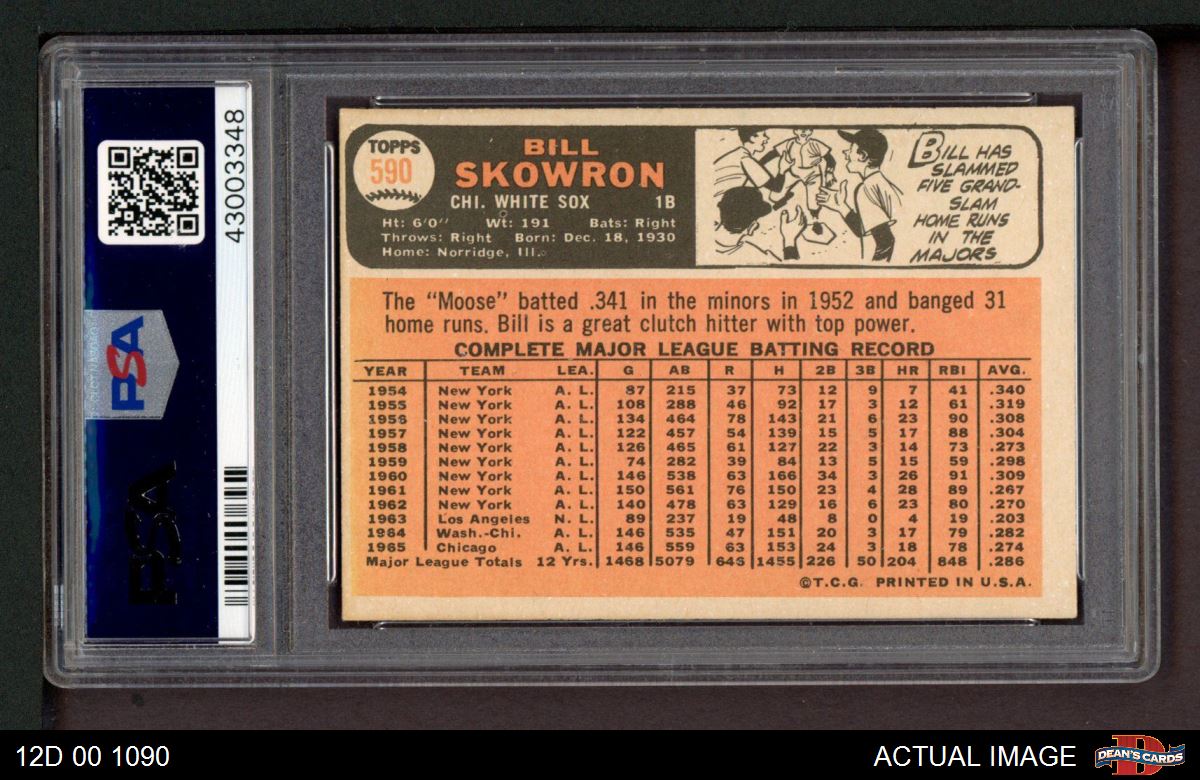 43003348
PSA
PSA
TOPPS
590
BILL
SKOWRON
CHI. WHITE SOX 1B
Ht: 6'0" Wt: 191 Bats: Right
Throws: Right Born: Dec. 18, 1930
Home: Norridge, Ill.
BILL HAS
SLAMMED
FIVE GRAND-
SLAM
HOME RUNS
IN THE
MAJORS
The "Moose" batted .341 in the minors in 1952 and banged 31
home runs. Bill is a great clutch hitter with top power.
COMPLETE MAJOR LEAGUE BATTING RECORD
YEAR TEAM LEA. G AB R H 2B 3B HR RBI AVG.
1954 New York A. L. 87 215 37 73 12 9 7 41 .340
1955 New York A. L. 108 288 46 92 17 3 12 61 .319
1956 New York A. L. 134 464 78 143 21 6 23 90 .308
1957 New York A. L. 122 457 54 139 15 5 17 88 .304
1958 New York A. L. 126 465 61 127 22 3 14 73 .273
1959 New York A. L. 74 282 39 84 13 5 15 59 .298
1960 New York A. L. 146 538 63 166 34 3 26 91 .309
1961 New York A. L. 150 561 76 150 23 4 28 89 .267
1962 New York A. L. 140 478 63 129 16 6 23 80 .270
1963 Los Angeles N. L. 89 237 19 48 8 0 4 19 .203
1964 Wash.-Chi. A. L. 146 535 47 151 20 3 17 79 .282
1965 Chicago A. L. 146 559 63 153 24 3 18 78 .274
Major League Totals 12 Yrs. 1468 5079 646 1455 226 50 204 848 .286
©T.C.G. PRINTED IN U.S.A.
12D 00 1090
ACTUAL IMAGE
DEAN'S CARDS